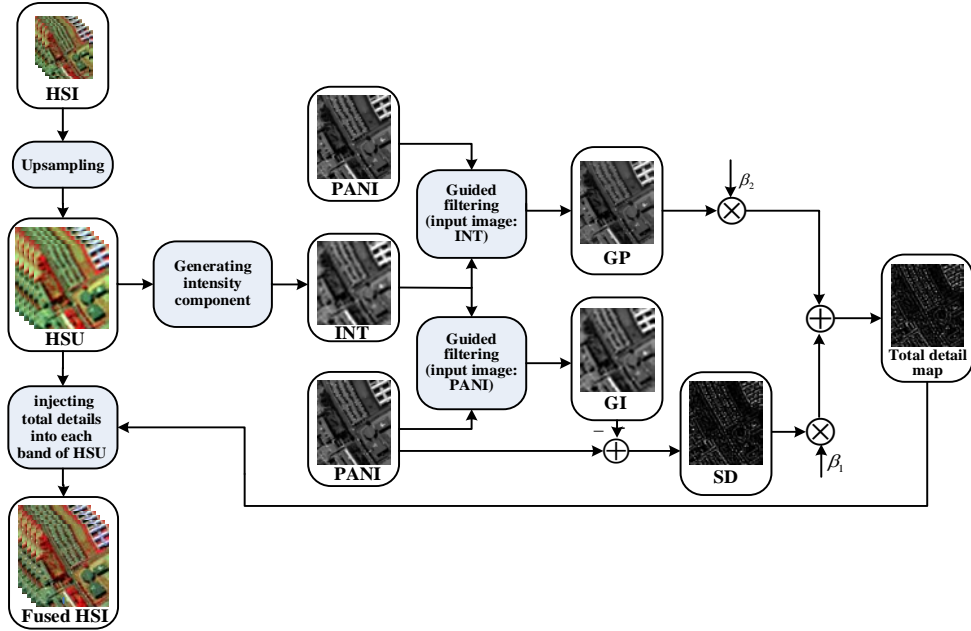 HSI
Upsampling
HSU
Generating
intensity
component
PANI
INT
PANI
Guided
filtering
(input image:
INT)
Guided
filtering
(input image:
PANI)
GP
GI
−
SD
β₂
β₁
Total detail
map
injecting
total details
into each
band of HSU
Fused HSI